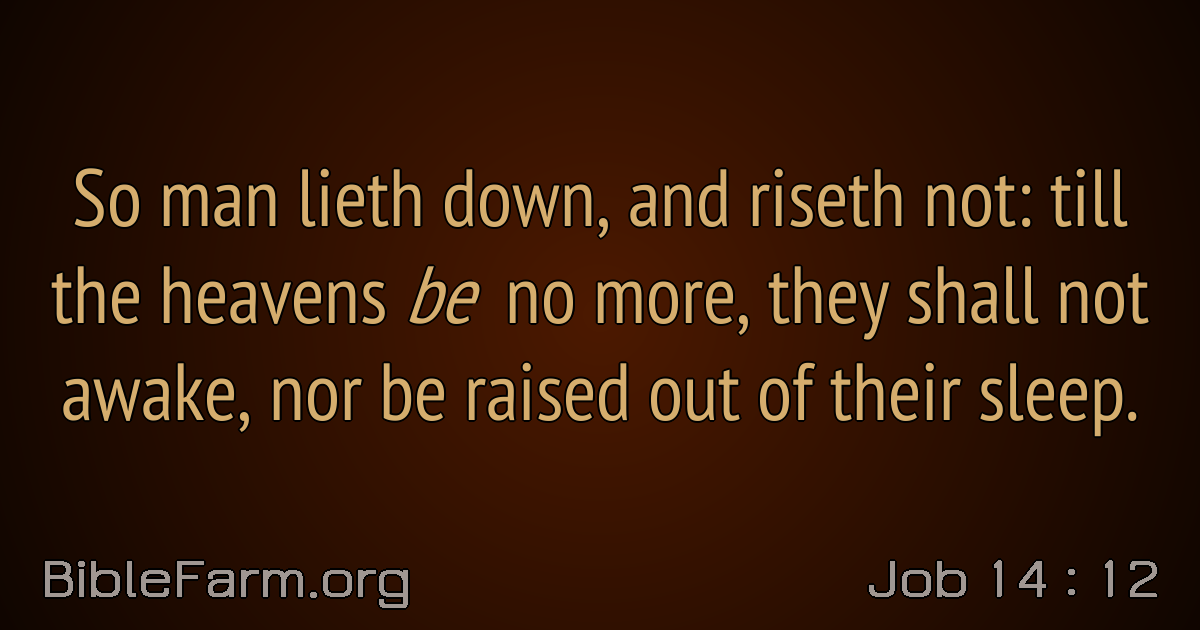 So man lieth down, and riseth not: till
the heavens be no more, they shall not
awake, nor be raised out of their sleep.
BibleFarm.org
Job 14 : 12